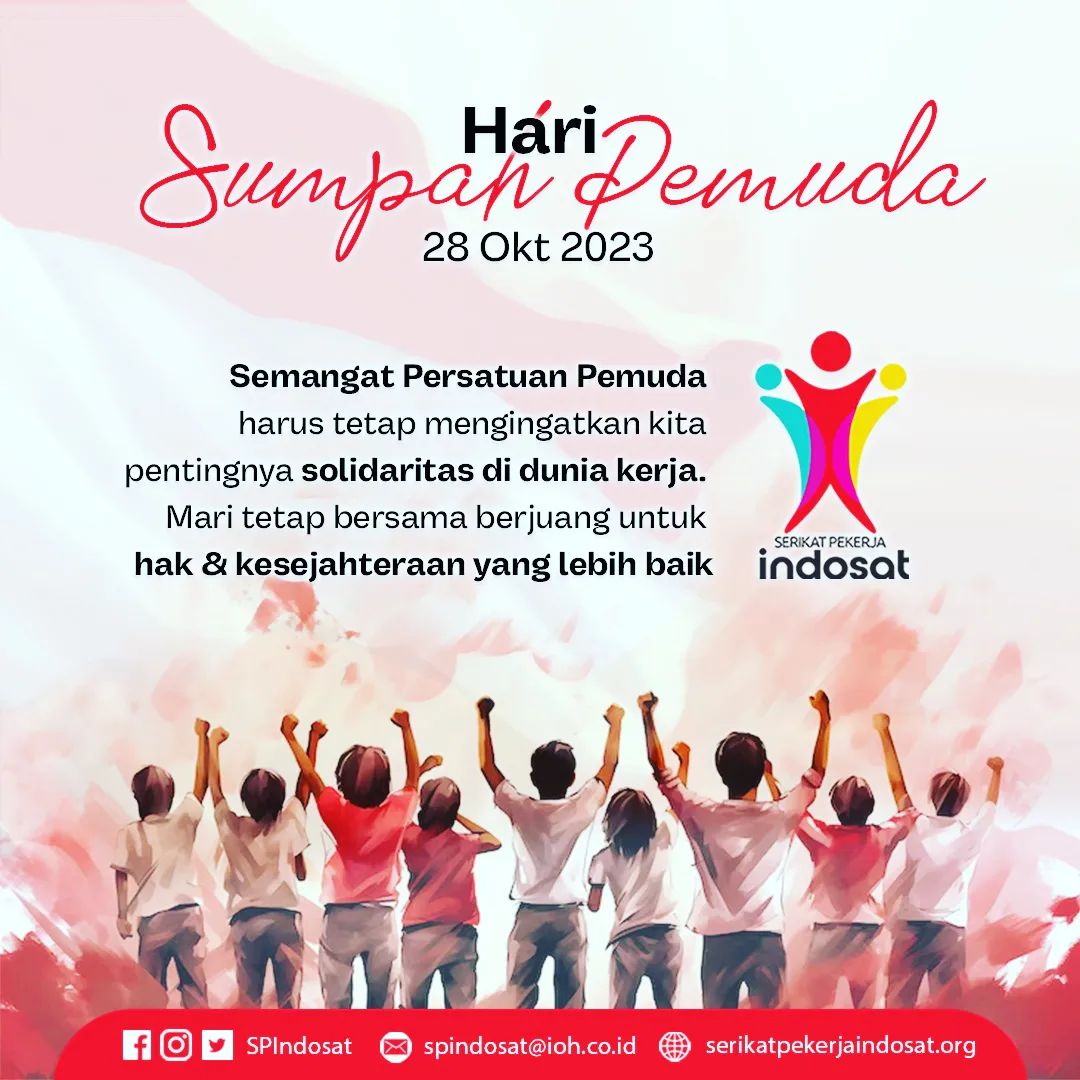 Hari
Sumpah Pemuda
28 Okt 2023
Semangat Persatuan Pemuda
harus tetap mengingatkan kita
pentingnya solidaritas di dunia kerja.
Mari tetap bersama berjuang untuk
hak & kesejahteraan yang lebih baik
SERIKAT PEKERJA
indosat
SPIndosat spindosat@ioh.co.id serikatpekerjaindosat.org